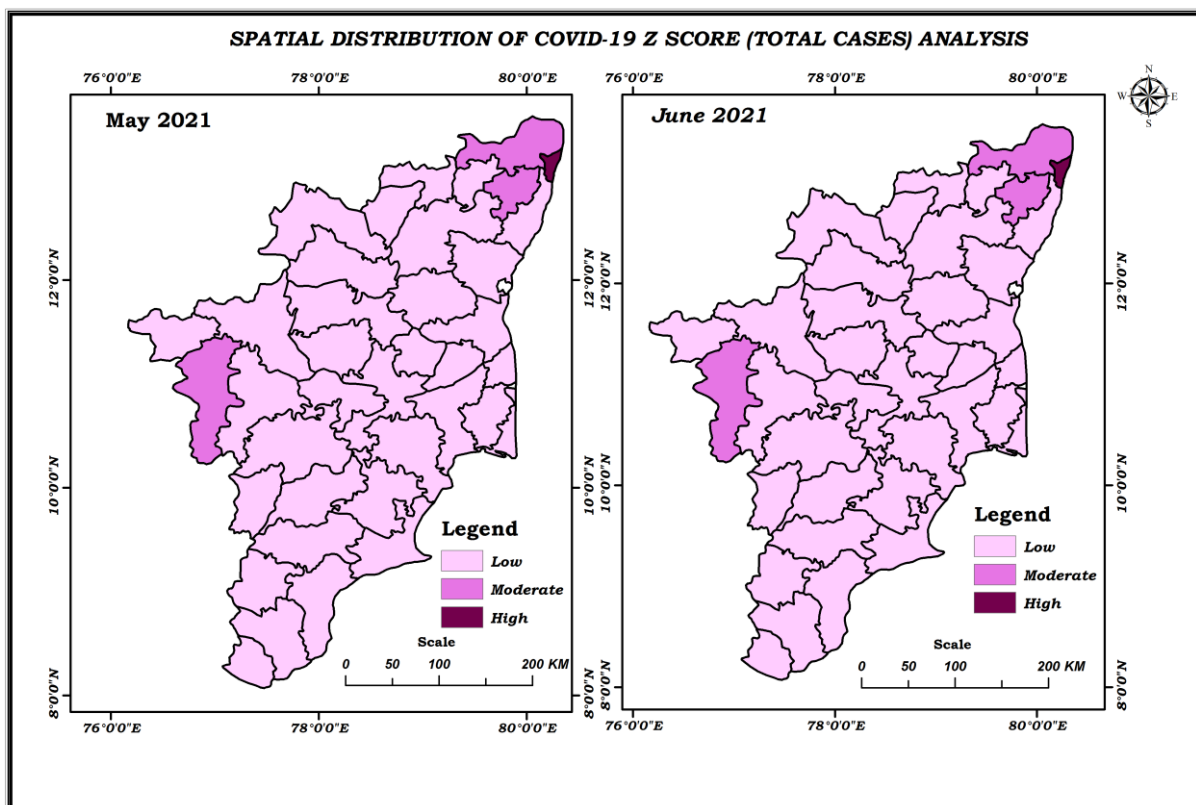 SPATIAL DISTRIBUTION OF COVID-19 Z SCORE (TOTAL CASES) ANALYSIS
76°0'0"E 78°0'0"E 80°0'0"E
76°0'0"E 78°0'0"E 80°0'0"E
N
W E
S
May 2021
June 2021
12°0'0"N
12°0'0"N
12°0'0"N
12°0'0"N
10°0'0"N
10°0'0"N
10°0'0"N
10°0'0"N
8°0'0"N
8°0'0"N
8°0'0"N
8°0'0"N
Legend
Low
Moderate
High
Scale
0 50 100 200 KM
Legend
Low
Moderate
High
Scale
0 50 100 200 KM
76°0'0"E 78°0'0"E 80°0'0"E
76°0'0"E 78°0'0"E 80°0'0"E